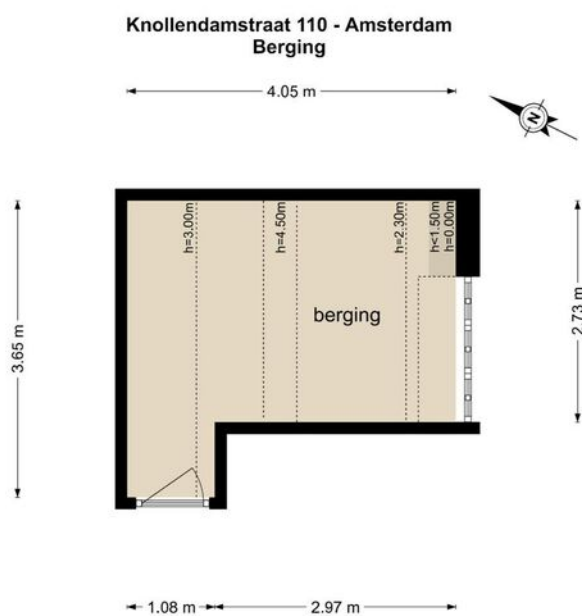 Knollendamstraat 110 - Amsterdam
Berging
4.05 m
N
h=3.00m
h=4.50m
h=2.30m
h<1.50m
h=0.00m
berging
3.65 m
2.73 m
1.08 m
2.97 m